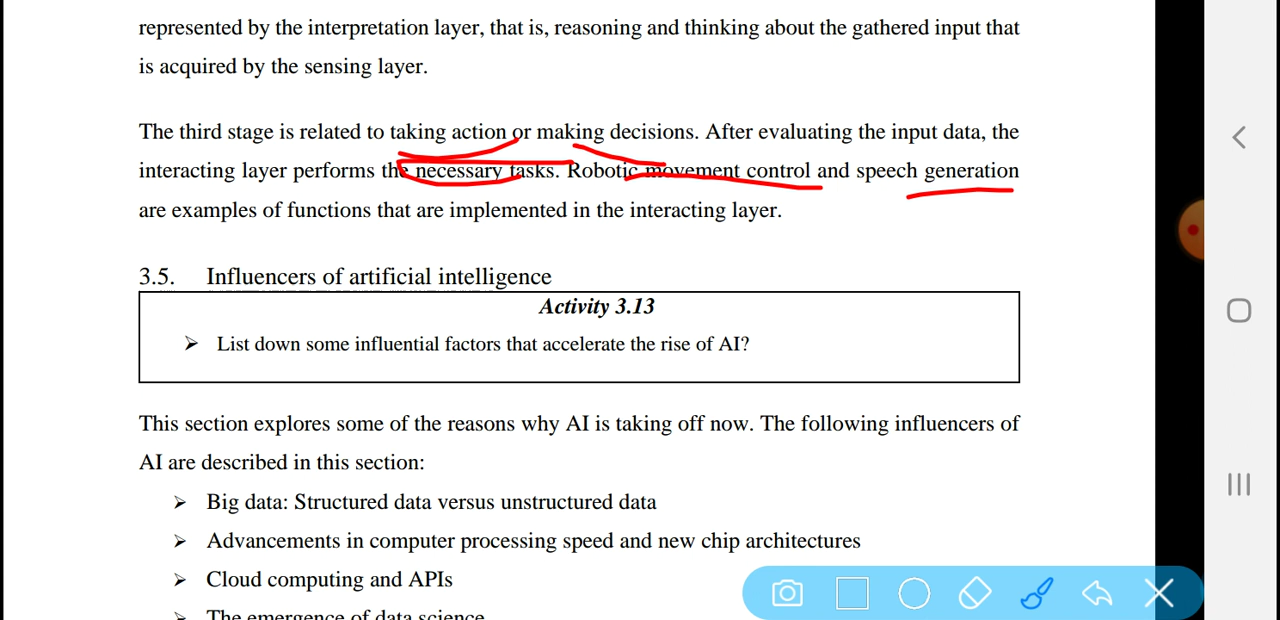 represented by the interpretation layer, that is, reasoning and thinking about the gathered input that
is acquired by the sensing layer.
The third stage is related to taking action or making decisions. After evaluating the input data, the
interacting layer performs the necessary tasks. Robotic movement control and speech generation
are examples of functions that are implemented in the interacting layer.
3.5. Influencers of artificial intelligence
Activity 3.13
➢ List down some influential factors that accelerate the rise of AI?
This section explores some of the reasons why AI is taking off now. The following influencers of
AI are described in this section:
➢ Big data: Structured data versus unstructured data
➢ Advancements in computer processing speed and new chip architectures
➢ Cloud computing and APIs
➢ The emergence of data science